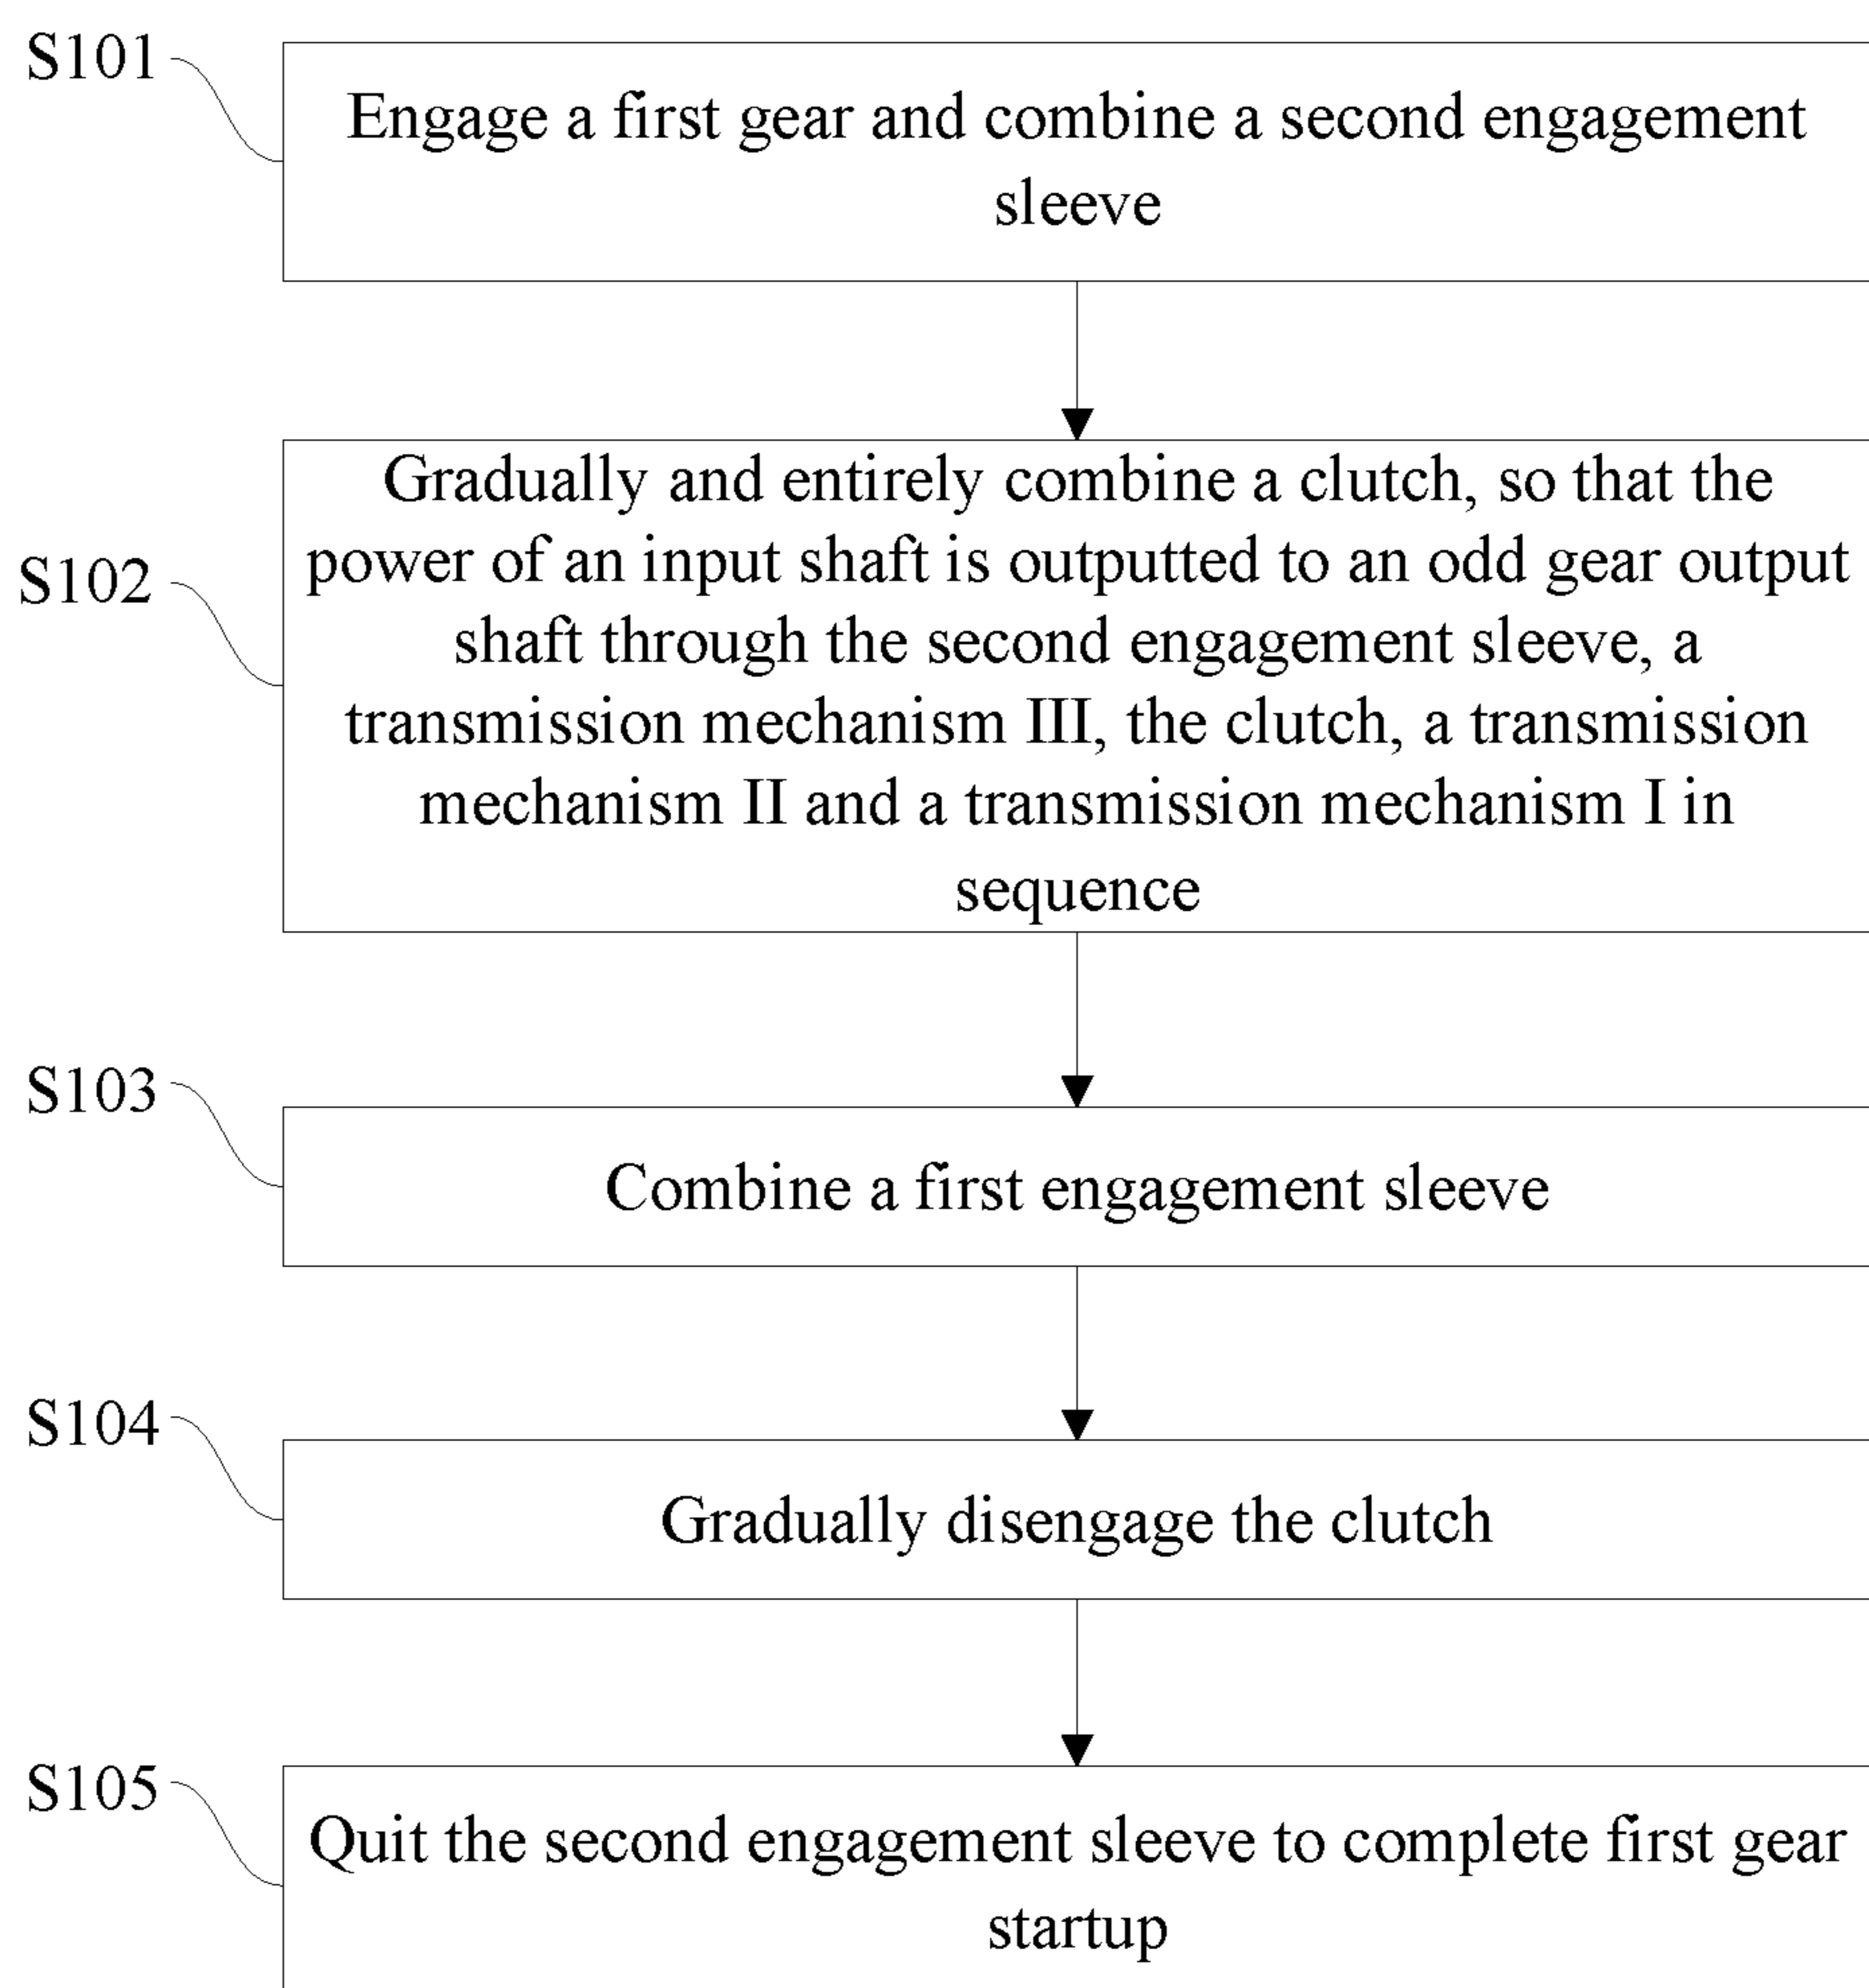 S101
Engage a first gear and combine a second engagement
sleeve
S102
Gradually and entirely combine a clutch, so that the
power of an input shaft is outputted to an odd gear output
shaft through the second engagement sleeve, a
transmission mechanism III, the clutch, a transmission
mechanism II and a transmission mechanism I in
sequence
S103
Combine a first engagement sleeve
S104
Gradually disengage the clutch
S105
Quit the second engagement sleeve to complete first gear
startup